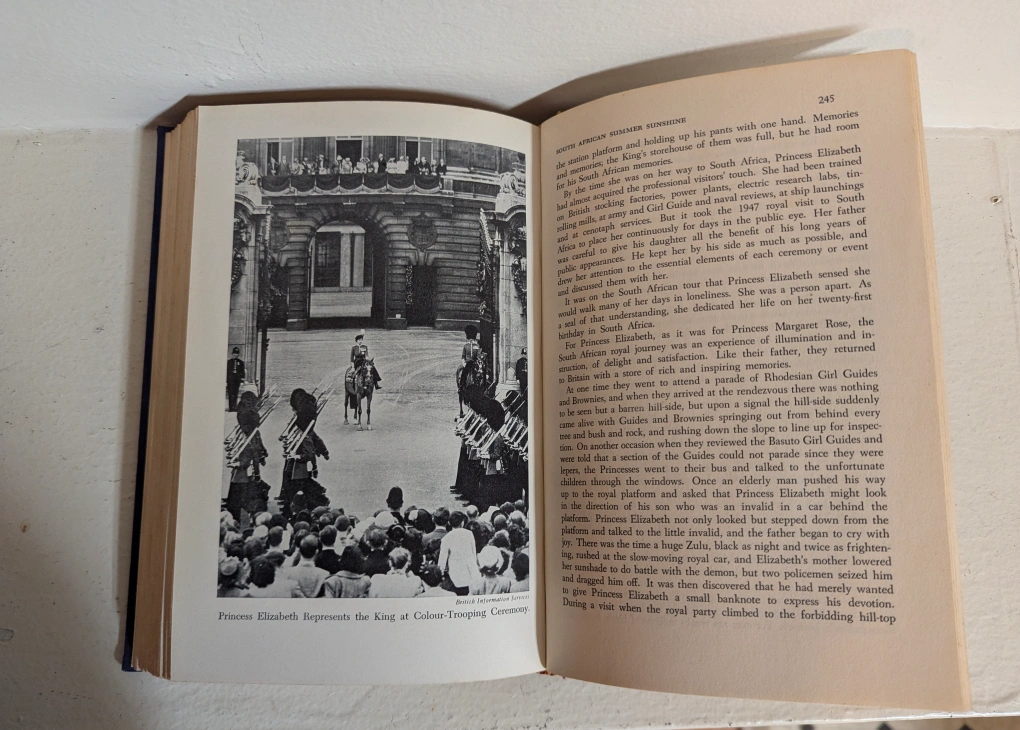 British Information Services
Princess Elizabeth Represents the King at Colour-Trooping Ceremony.
SOUTH AFRICAN SUMMER SUNSHINE 245
the station platform and holding up his pants with one hand. Memories
and memories; the King's storehouse of them was full, but he had room
for his South African memories.
By the time she was on her way to South Africa, Princess Elizabeth
had almost acquired the professional visitors' touch. She had been trained
on British stocking factories, power plants, electric research labs, tin-
rolling mills, at army and Girl Guide and naval reviews, at ship launchings
and at cenotaph services. But it took the 1947 royal visit to South
Africa to place her continuously for days in the public eye. Her father
was careful to give his daughter all the benefit of his long years of
public appearances. He kept her by his side as much as possible, and
drew her attention to the essential elements of each ceremony or event
and discussed them with her.
It was on the South African tour that Princess Elizabeth sensed she
would walk many of her days in loneliness. She was a person apart. As
a seal of that understanding, she dedicated her life on her twenty-first
birthday in South Africa.
For Princess Elizabeth, as it was for Princess Margaret Rose, the
South African royal journey was an experience of illumination and in-
struction, of delight and satisfaction. Like their father, they returned
to Britain with a store of rich and inspiring memories.
At one time they went to attend a parade of Rhodesian Girl Guides
and Brownies, and when they arrived at the rendezvous there was nothing
to be seen but a barren hill-side, but upon a signal the hill-side suddenly
came alive with Guides and Brownies springing out from behind every
tree and bush and rock, and rushing down the slope to line up for inspec-
tion. On another occasion when they reviewed the Basuto Girl Guides and
were told that a section of the Guides could not parade since they were
lepers, the Princesses went to their bus and talked to the unfortunate
children through the windows. Once an elderly man pushed his way
up to the royal platform and asked that Princess Elizabeth might look
in the direction of his son who was an invalid in a car behind the
platform. Princess Elizabeth not only looked but stepped down from the
platform and talked to the little invalid, and the father began to cry with
joy. There was the time a huge Zulu, black as night and twice as frighten-
ing, rushed at the slow-moving royal car, and Elizabeth's mother lowered
her sunshade to do battle with the demon, but two policemen seized him
and dragged him off. It was then discovered that he had merely wanted
to give Princess Elizabeth a small banknote to express his devotion.
During a visit when the royal party climbed to the forbidding hill-top